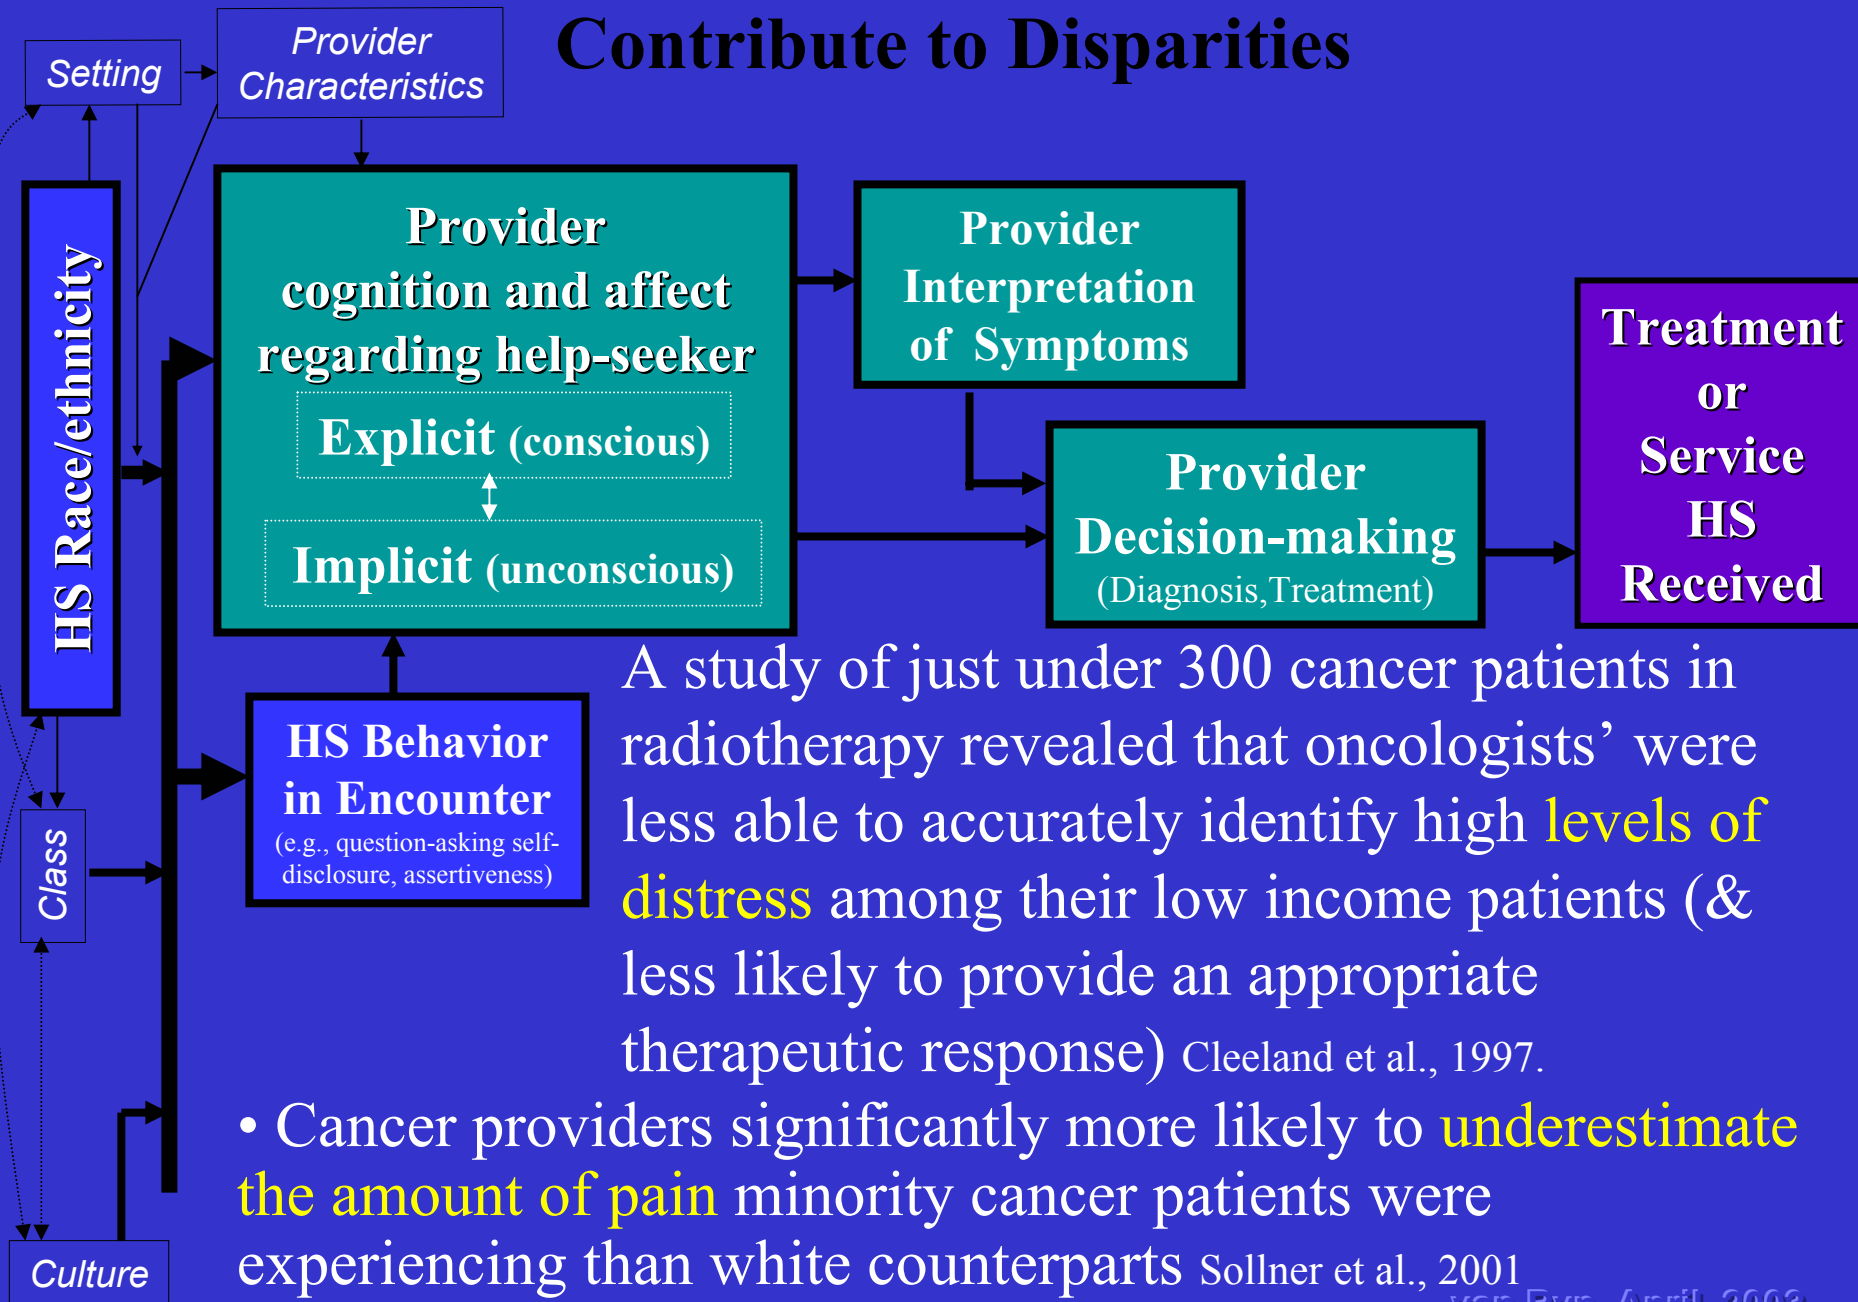 Contribute to Disparities
Setting
Provider
Characteristics
HS Race/ethnicity
Provider
cognition and affect
regarding help-seeker
Explicit (conscious)
Implicit (unconscious)
Provider
Interpretation
of Symptoms
Provider
Decision-making
(Diagnosis,Treatment)
Treatment
or
Service
HS
Received
HS Behavior
in Encounter
(e.g., question-asking self-
disclosure, assertiveness)
Class
Culture
A study of just under 300 cancer patients in
radiotherapy revealed that oncologists’ were
less able to accurately identify high levels of
distress among their low income patients (&
less likely to provide an appropriate
therapeutic response) Cleeland et al., 1997.
• Cancer providers significantly more likely to underestimate
the amount of pain minority cancer patients were
experiencing than white counterparts Sollner et al., 2001
van Ryn, April, 2003